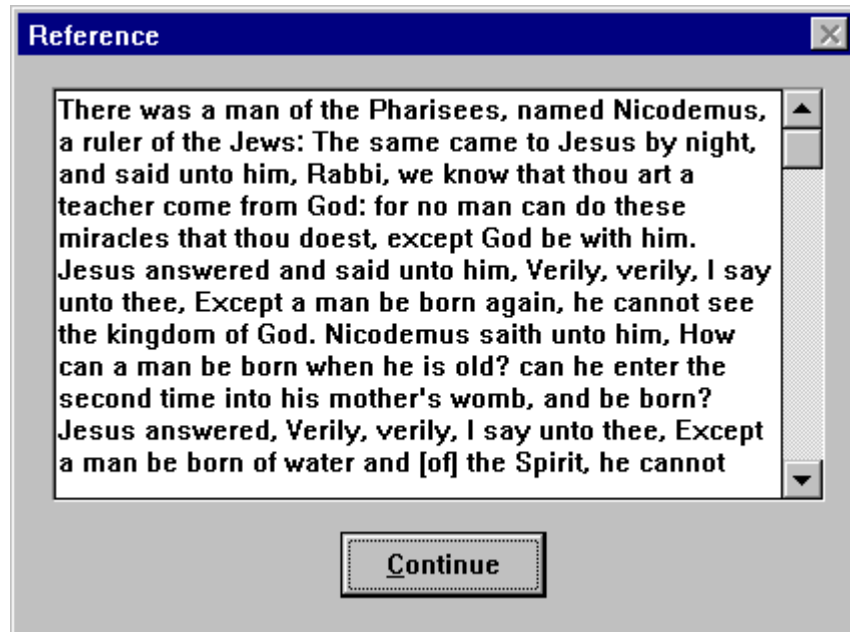 Reference
There was a man of the Pharisees, named Nicodemus,
a ruler of the Jews: The same came to Jesus by night,
and said unto him, Rabbi, we know that thou art a
teacher come from God: for no man can do these
miracles that thou doest, except God be with him.
Jesus answered and said unto him, Verily, verily, I say
unto thee, Except a man be born again, he cannot see
the kingdom of God. Nicodemus saith unto him, How
can a man be born when he is old? can he enter the
second time into his mother's womb, and be born?
Jesus answered, Verily, verily, I say unto thee, Except
a man be born of water and [of] the Spirit, he cannot
Continue